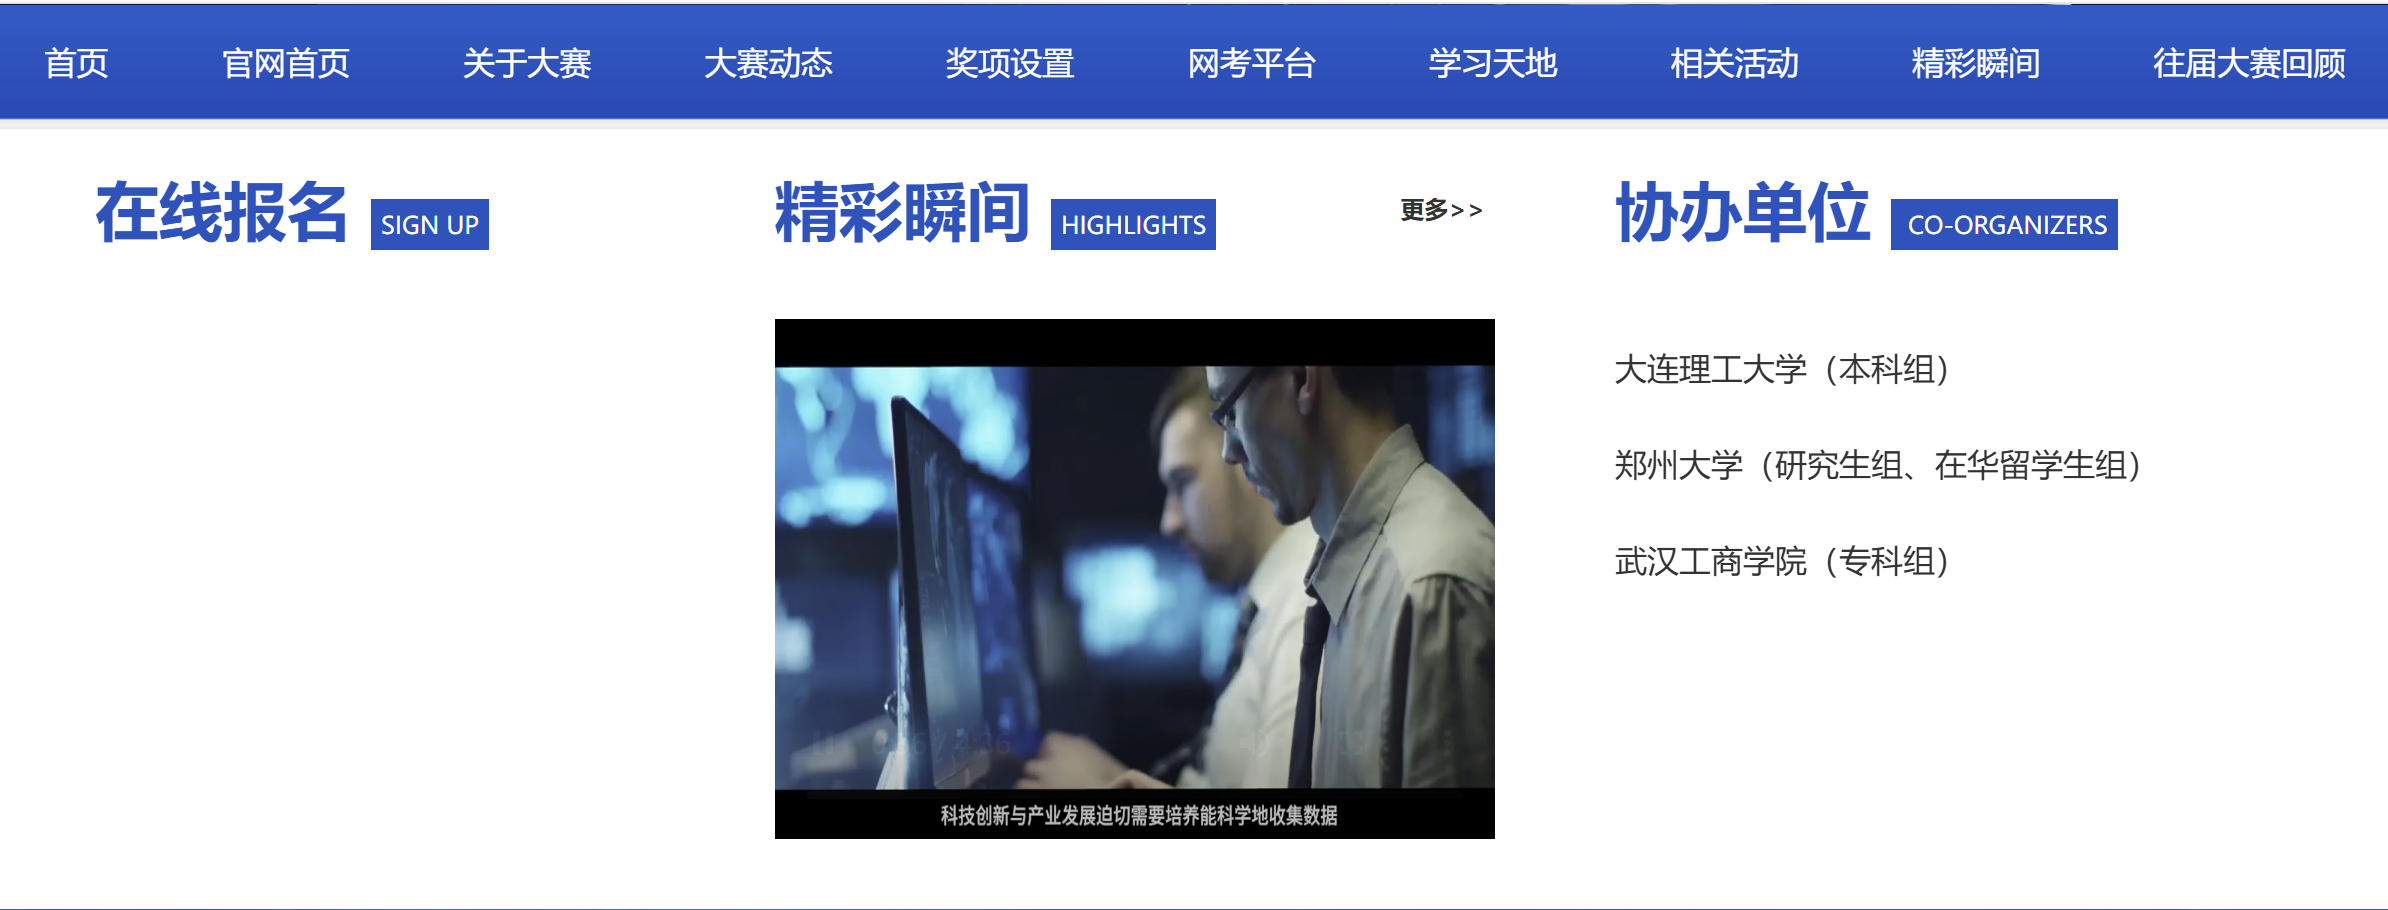 首页 官网首页 关于大赛 大赛动态 奖项设置 网考平台 学习天地 相关活动 精彩瞬间 往届大赛回顾
在线报名 SIGN UP
精彩瞬间 HIGHLIGHTS 更多>>
科技创新与产业发展迫切需要培养能科学地收集数据
协办单位 CO-ORGANIZERS
大连理工大学（本科组）
郑州大学（研究生组、在华留学生组）
武汉工商学院（专科组）